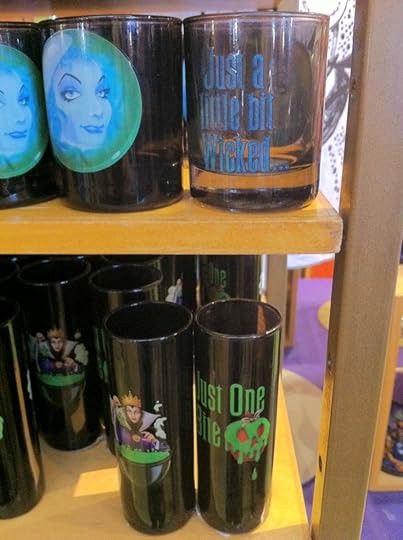 Just a
little bit
wicked...
Just One
Bite